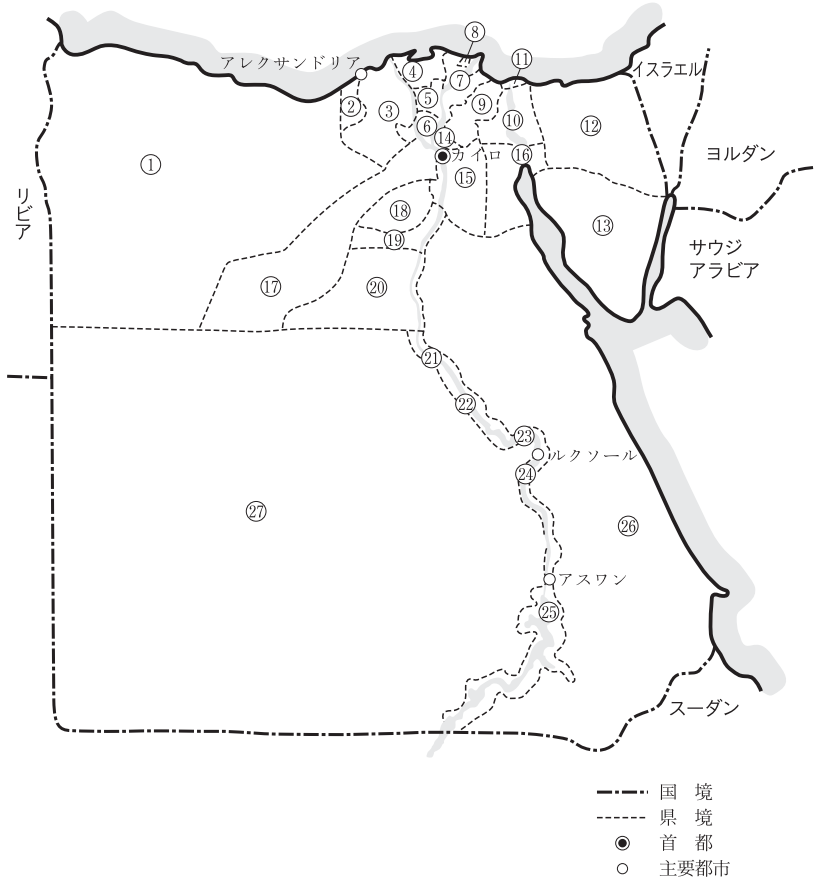 ⑧
アレクサンドリア
④
⑦
⑪
イスラエル
②
③
⑤
⑨
⑥
⑩
⑫
⑭
カイロ
⑯
ヨルダン
①
⑮
リビア
⑱
⑬
⑲
サウジ
アラビア
⑰
⑳
㉑
㉒
㉓
ルクソール
㉔
㉗
㉖
アスワン
㉕
スーダン
国 境
県 境
首 都
主要都市